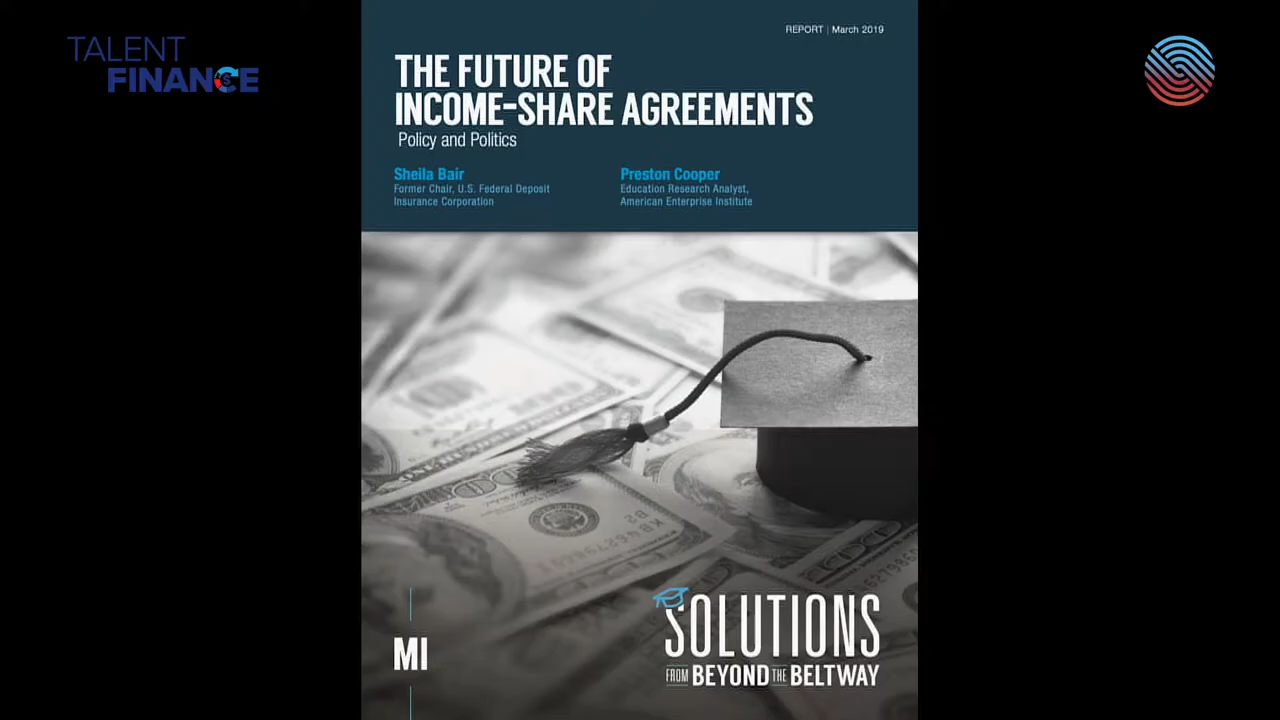 TALENT
FINANCE
REPORT | March 2019
THE FUTURE OF
INCOME-SHARE AGREEMENTS
Policy and Politics
Sheila Bair
Former Chair, U.S. Federal Deposit
Insurance Corporation
Preston Cooper
Education Research Analyst,
American Enterprise Institute
MI
SOLUTIONS
FROM BEYOND THE BELTWAY